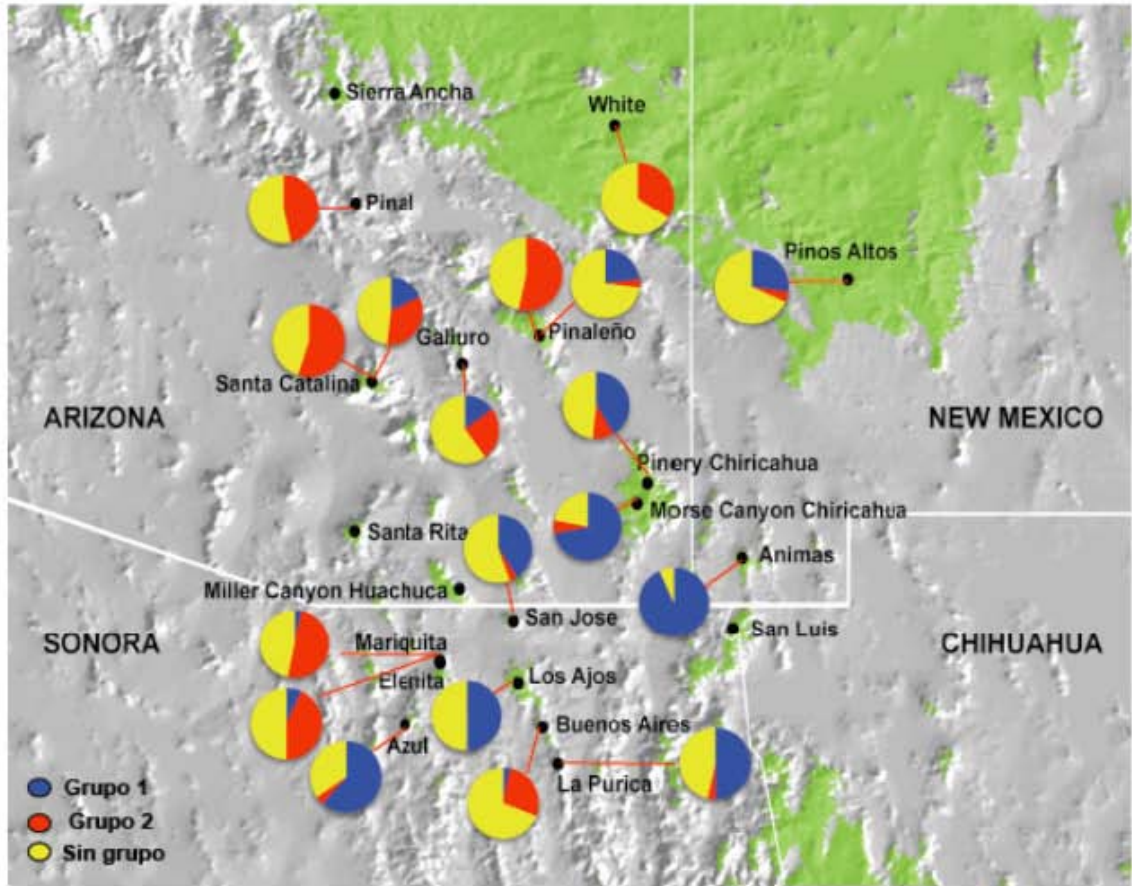 Sierra Ancha
White
Pinal
Pinos Altos
Galiuro
Pinaleño
Santa Catalina
ARIZONA
NEW MEXICO
Pinery Chiricahua
Morse Canyon Chiricahua
Santa Rita
Animas
Miller Canyon Huachuca
San Jose
San Luis
SONORA
Mariquita
CHIHUAHUA
Elenita
Los Ajos
Azul
Buenos Aires
La Purica
Grupo 1
Grupo 2
Sin grupo